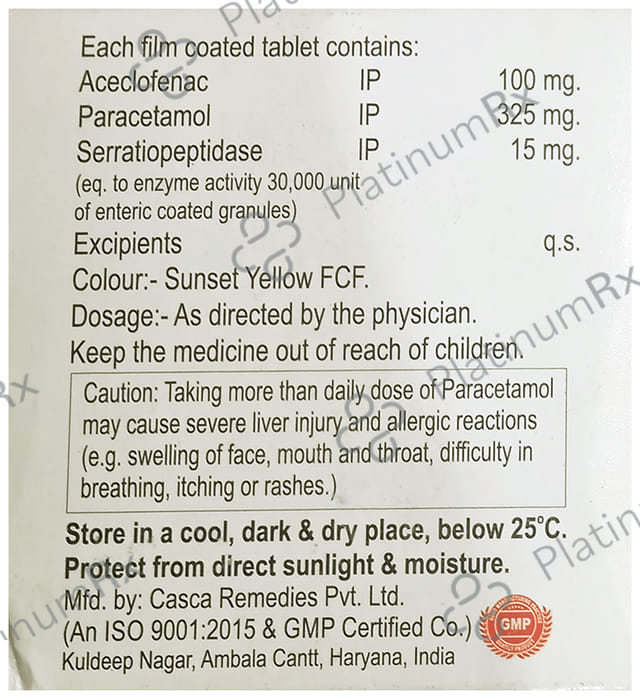 Each film coated tablet contains:
Aceclofenac IP 100 mg.
Paracetamol IP 325 mg.
Serratiopeptidase IP 15 mg.
(eq. to enzyme activity 30,000 unit
of enteric coated granules)
Excipients q.s.
Colour:- Sunset Yellow FCF.
Dosage:- As directed by the physician.
Keep the medicine out of reach of children.
Caution: Taking more than daily dose of Paracetamol
may cause severe liver injury and allergic reactions
(e.g. swelling of face, mouth and throat, difficulty in
breathing, itching or rashes.)
Store in a cool, dark & dry place, below 25°C.
Protect from direct sunlight & moisture.
Mfd. by: Casca Remedies Pvt. Ltd.
(An ISO 9001:2015 & GMP Certified Co.)
GMP
Kuldeep Nagar, Ambala Cantt, Haryana, India
PlatinumRx
PlatinumRx